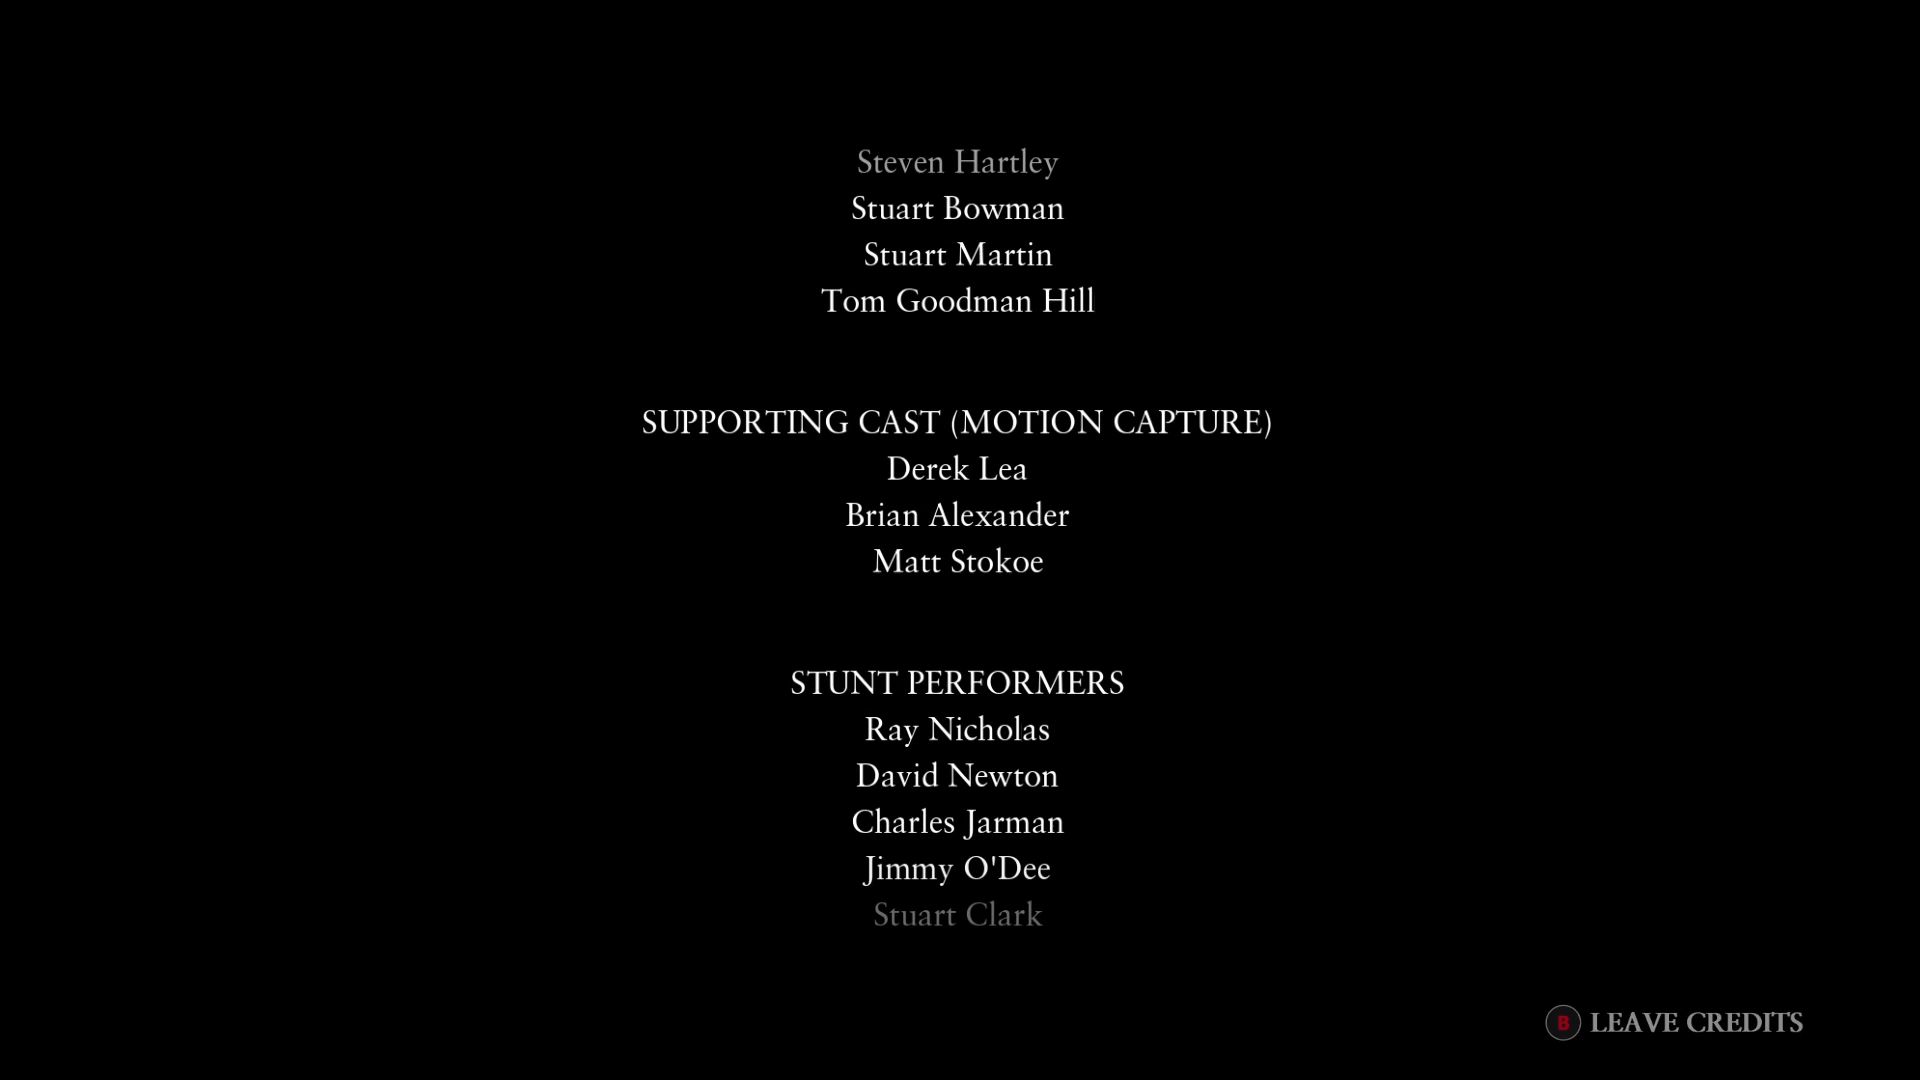 Steven Hartley
Stuart Bowman
Stuart Martin
Tom Goodman Hill
SUPPORTING CAST (MOTION CAPTURE)
Derek Lea
Brian Alexander
Matt Stokoe
STUNT PERFORMERS
Ray Nicholas
David Newton
Charles Jarman
Jimmy O'Dee
Stuart Clark
B LEAVE CREDITS